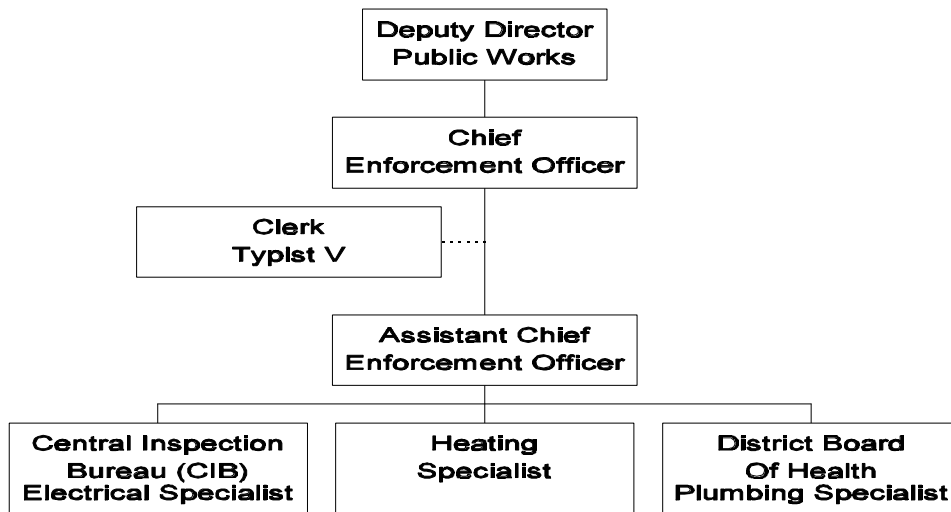 Deputy Director
Public Works
Chief
Enforcement Officer
Clerk
Typist V
Assistant Chief
Enforcement Officer
Central Inspection
Bureau (CIB)
Electrical Specialist
Heating
Specialist
District Board
Of Health
Plumbing Specialist